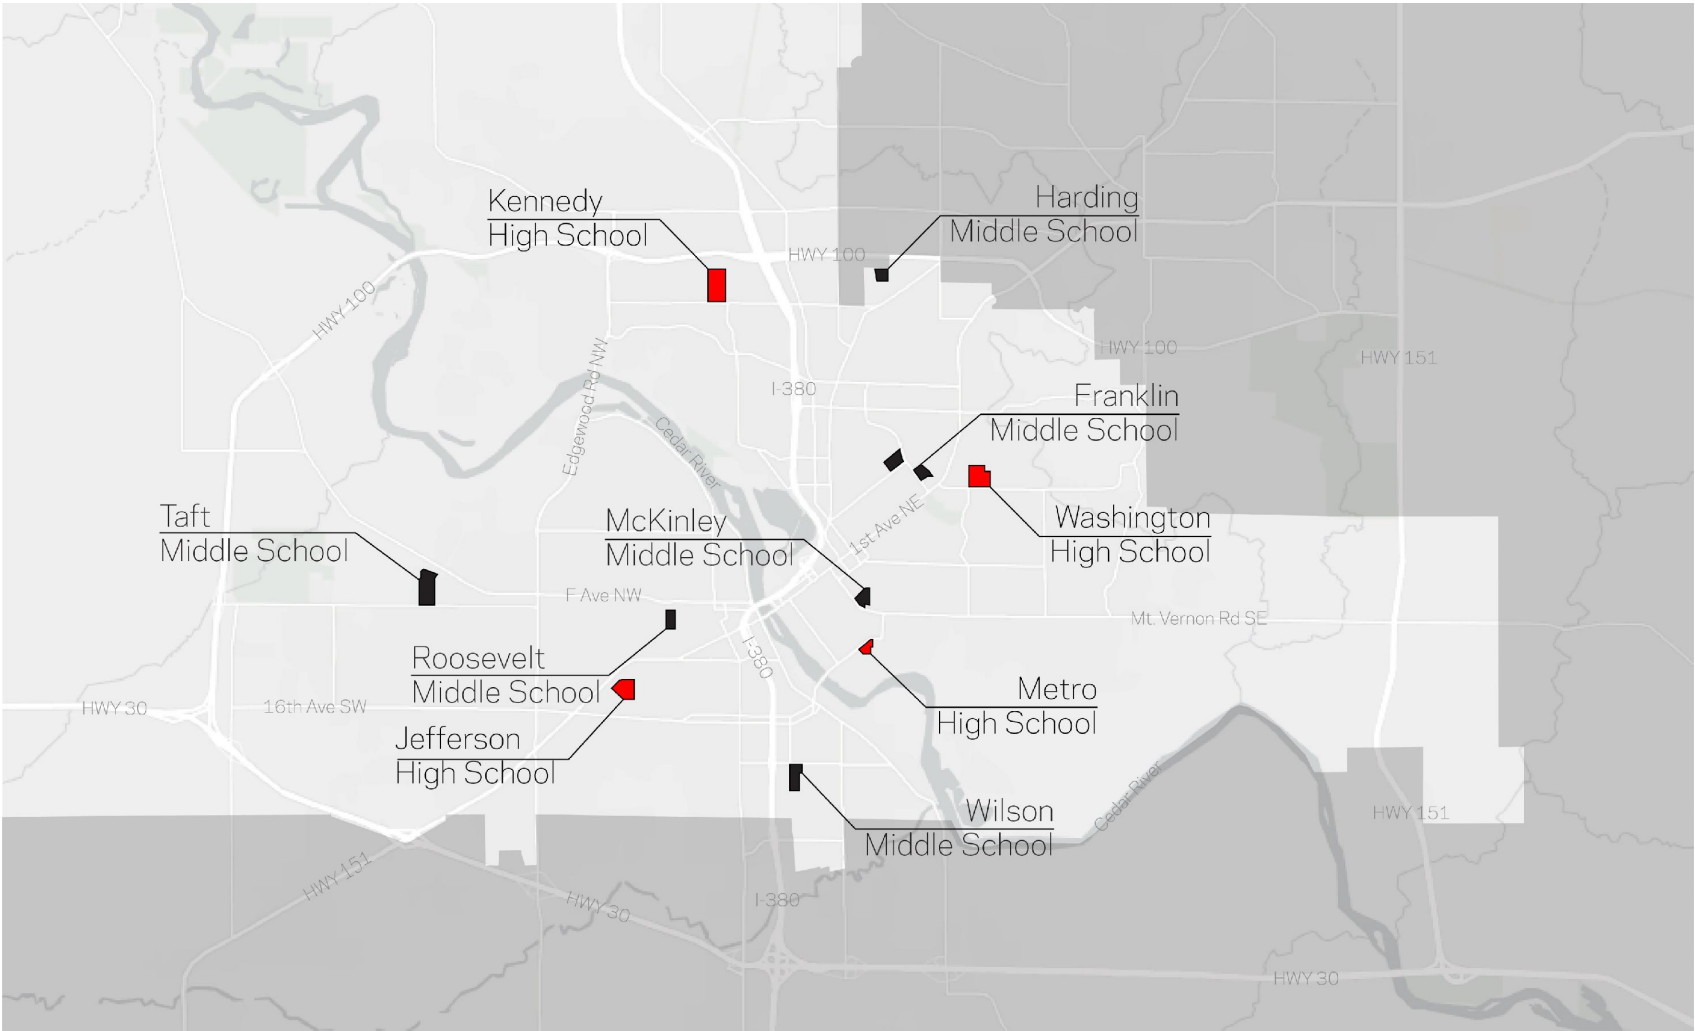 Kennedy
High School
Harding
Middle School
HWY 100
HWY 100
HWY 100
HWY 151
Edgewood Rd NW
I-380
Cedar River
Franklin
Middle School
Taft
Middle School
McKinley
Middle School
1st Ave NE
Washington
High School
F Ave NW
Mt. Vernon Rd SE
I-380
Roosevelt
Middle School
Metro
High School
HWY 30
16th Ave SW
Jefferson
High School
Cedar River
Wilson
Middle School
HWY 151
HWY 151
HWY 30
I-380
HWY 30